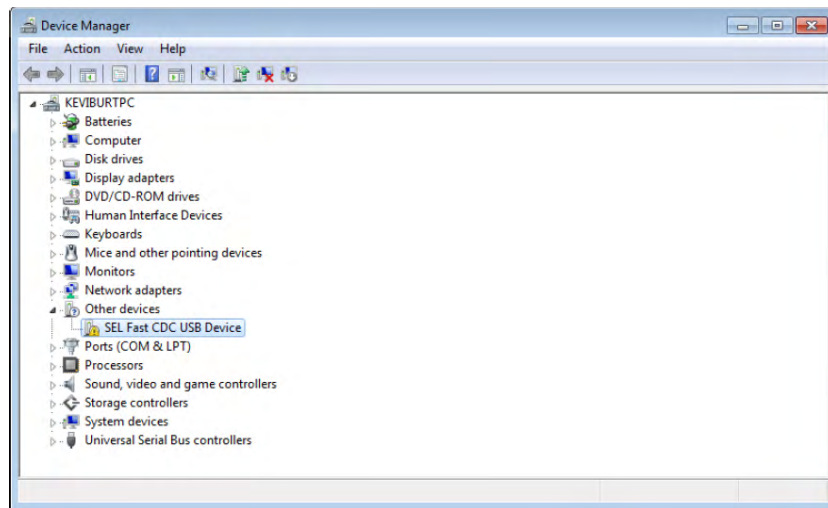 Device Manager
File Action View Help
KEVIBURTPC
Batteries
Computer
Disk drives
Display adapters
DVD/CD-ROM drives
Human Interface Devices
Keyboards
Mice and other pointing devices
Monitors
Network adapters
Other devices
SEL Fast CDC USB Device
Ports (COM & LPT)
Processors
Sound, video and game controllers
Storage controllers
System devices
Universal Serial Bus controllers